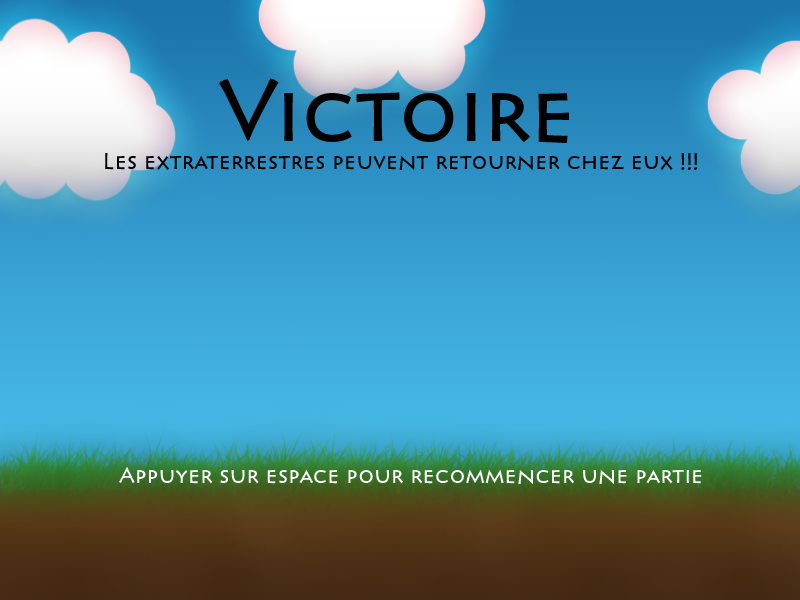 Victoire
Les extraterrestres peuvent retourner chez eux !!!
Appuyer sur espace pour recommencer une partie